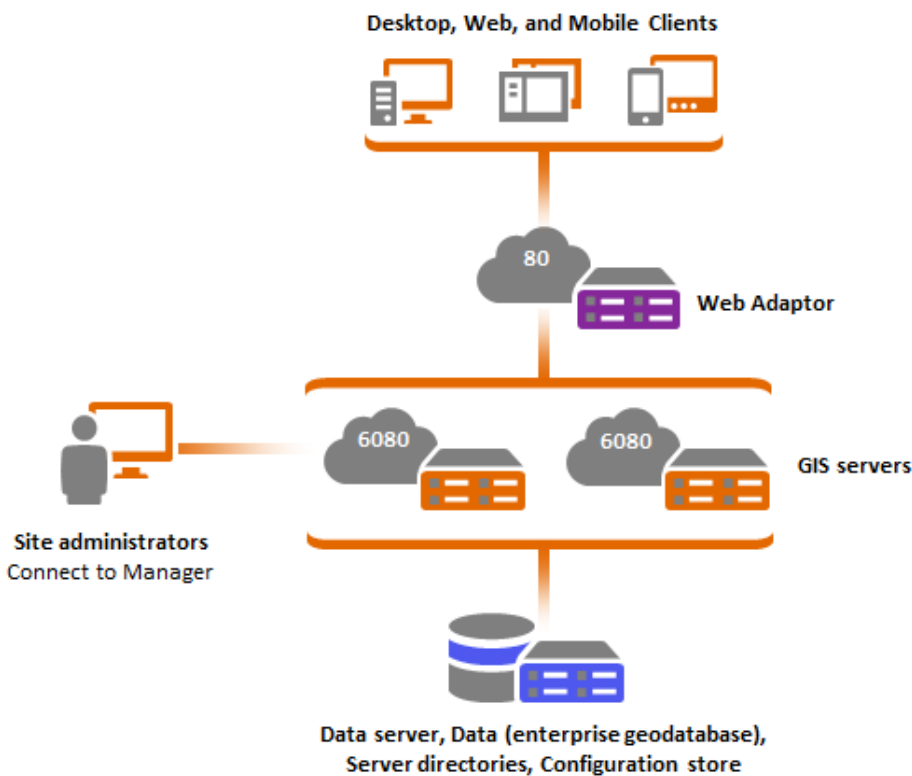 Desktop, Web, and Mobile Clients
80
Web Adaptor
6080
6080
GIS servers
Site administrators
Connect to Manager
Data server, Data (enterprise geodatabase),
Server directories, Configuration store